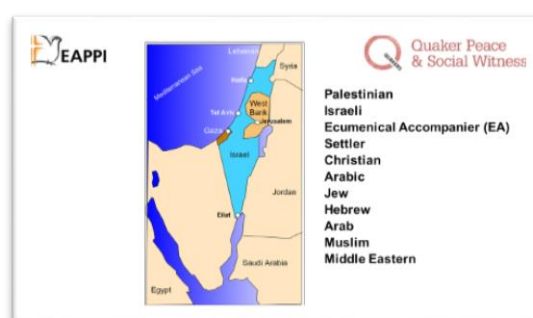 EAPPI
QUAKERS
Quaker Peace
& Social Witness
Lebanon
Syria
Mediterranean Sea
Haifa
West
Bank
Tel Aviv
Jerusalem
Gaza
Israel
Jordan
Eilat
Saudi Arabia
Egypt
Palestinian
Israeli
Ecumenical Accompanier (EA)
Settler
Christian
Arabic
Jew
Hebrew
Arab
Muslim
Middle Eastern